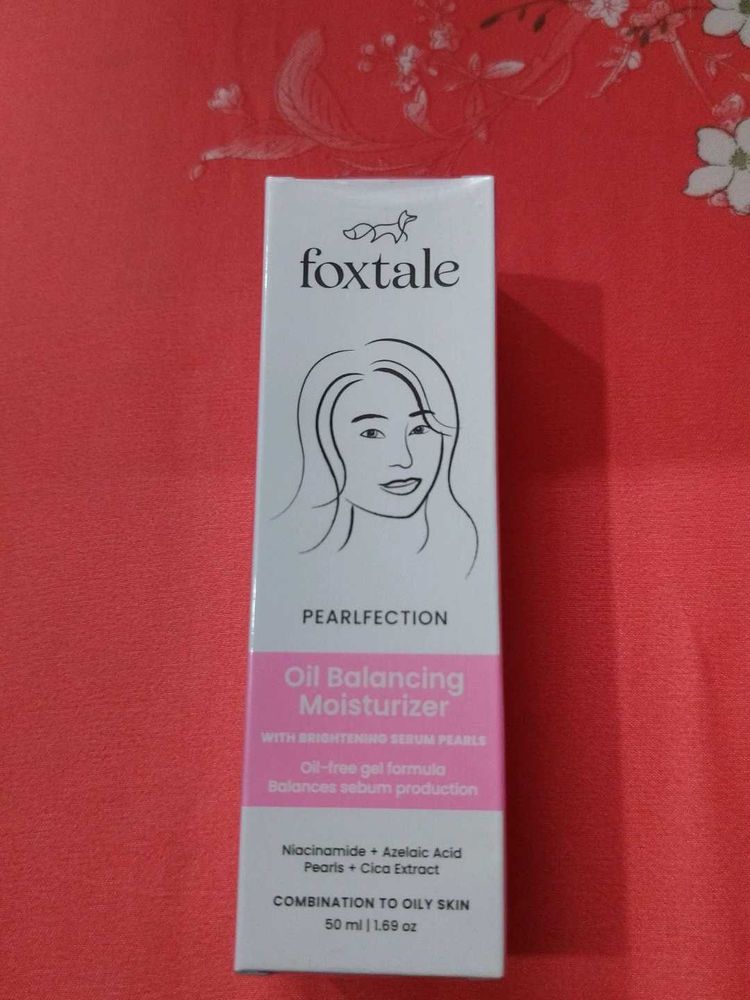 foxtale
PEARLFECTION
Oil Balancing
Moisturizer
WITH BRIGHTENING SERUM PEARLS
Oil-free gel formula
Balances sebum production
Niacinamide + Azelaic Acid
Pearls + Cica Extract
COMBINATION TO OILY SKIN
50 ml | 1.69 oz